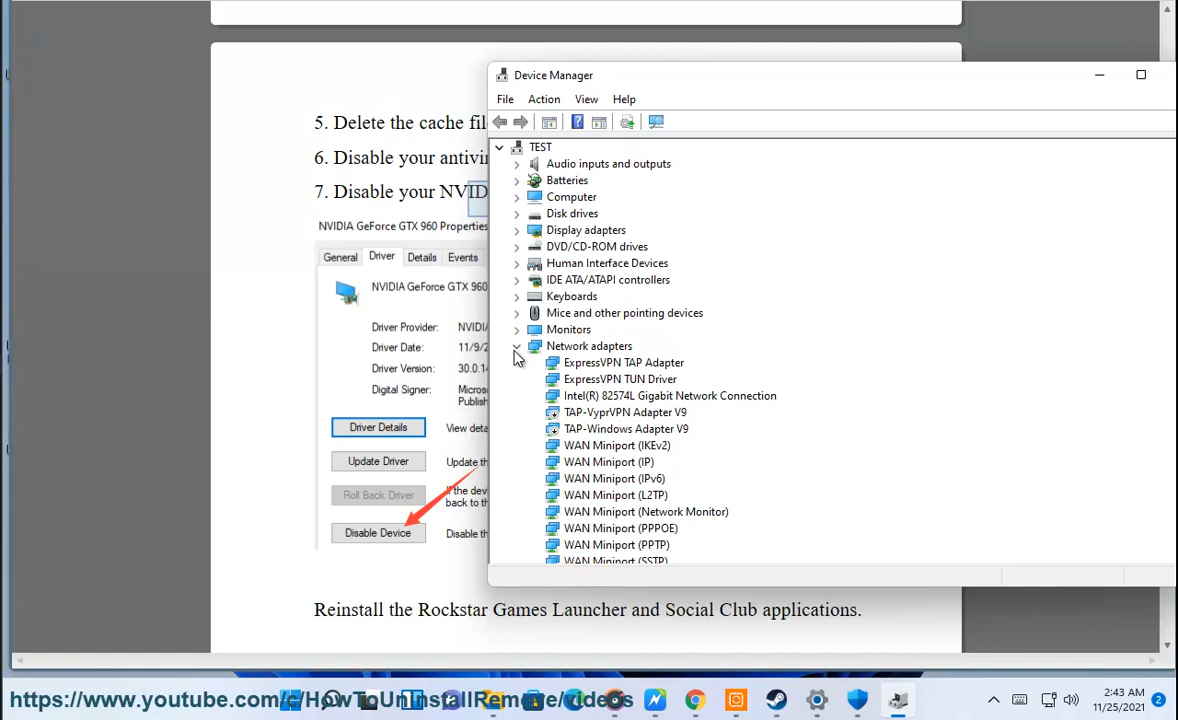 5. Delete the cache fil
6. Disable your antivir
7. Disable your NVID
NVIDIA GeForce GTX 960 Properties
General
Driver
Details
Events
NVIDIA GeForce GTX 960
Driver Provider:
NVIDI
Driver Date:
11/9/2
Driver Version:
30.0.1
Digital Signer:
Micros
Publish
Driver Details
View deta
Update Driver
Update th
Roll Back Driver
If the devi
back to th
Disable Device
Disable th
Reinstall the Rockstar Games Launcher and Social Club applications.
Device Manager
File Action View Help
TEST
Audio inputs and outputs
Batteries
Computer
Disk drives
Display adapters
DVD/CD-ROM drives
Human Interface Devices
IDE ATA/ATAPI controllers
Keyboards
Mice and other pointing devices
Monitors
Network adapters
ExpressVPN TAP Adapter
ExpressVPN TUN Driver
Intel(R) 82574L Gigabit Network Connection
TAP-VyprVPN Adapter V9
TAP-Windows Adapter V9
WAN Miniport (IKEv2)
WAN Miniport (IP)
WAN Miniport (IPv6)
WAN Miniport (L2TP)
WAN Miniport (Network Monitor)
WAN Miniport (PPPOE)
WAN Miniport (PPTP)
WAN Miniport (SSTP)
https://www.youtube.com/c/HowToUninstallRemove/videos
2:43 AM
11/25/2021
2